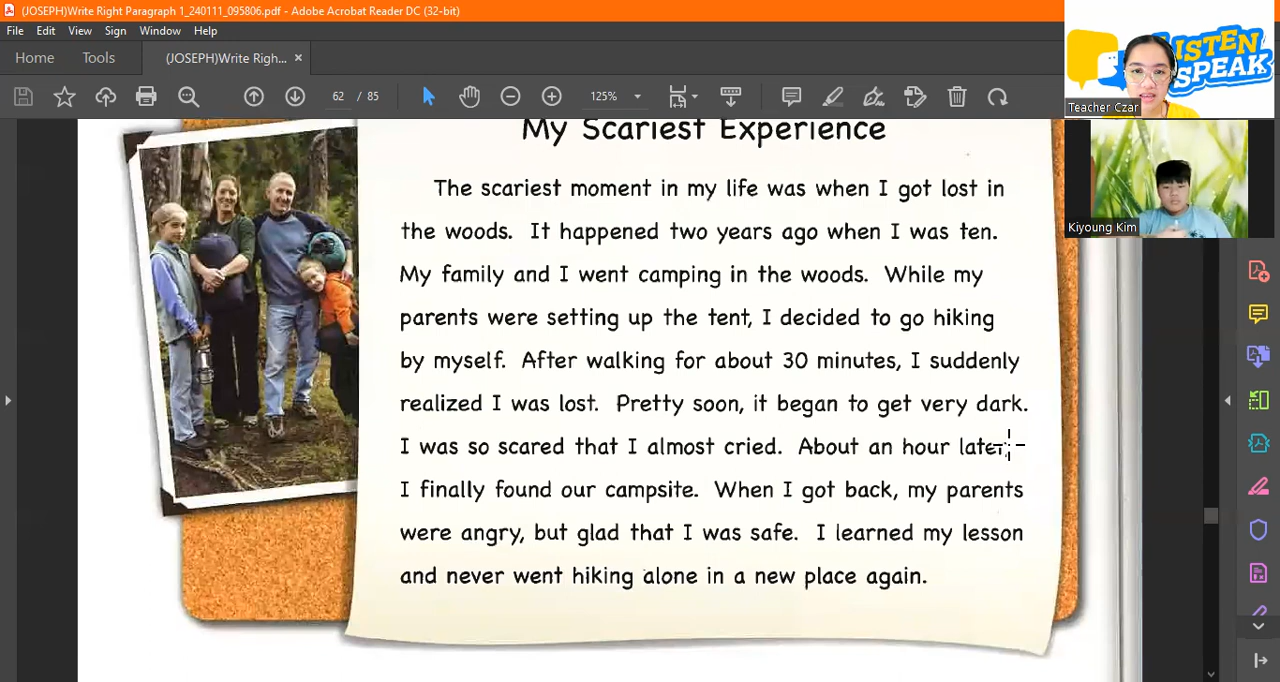 (JOSEPH)Write Right Paragraph 1_240111_095806.pdf - Adobe Acrobat Reader DC (32-bit)
File Edit View Sign Window Help
Home Tools (JOSEPH)Write Righ... ×
62 / 85 125%
LISTEN
SPEAK
Teacher Czar
Kiyoung Kim
My Scariest Experience
The scariest moment in my life was when I got lost in
the woods. It happened two years ago when I was ten.
My family and I went camping in the woods. While my
parents were setting up the tent, I decided to go hiking
by myself. After walking for about 30 minutes, I suddenly
realized I was lost. Pretty soon, it began to get very dark.
I was so scared that I almost cried. About an hour later,
I finally found our campsite. When I got back, my parents
were angry, but glad that I was safe. I learned my lesson
and never went hiking alone in a new place again.